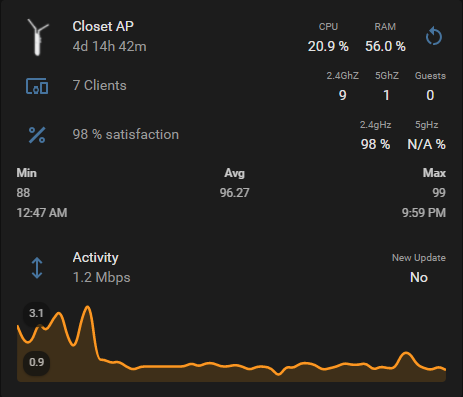 Closet AP CPU RAM
4d 14h 42m 20.9 % 56.0 %
2.4GhZ 5GhZ Guests
7 Clients 9 1 0
2.4gHz 5gHz
98 % satisfaction 98 % N/A %
Min Avg Max
88 96.27 99
12:47 AM 9:59 PM
Activity New Update
1.2 Mbps No
3.1
0.9